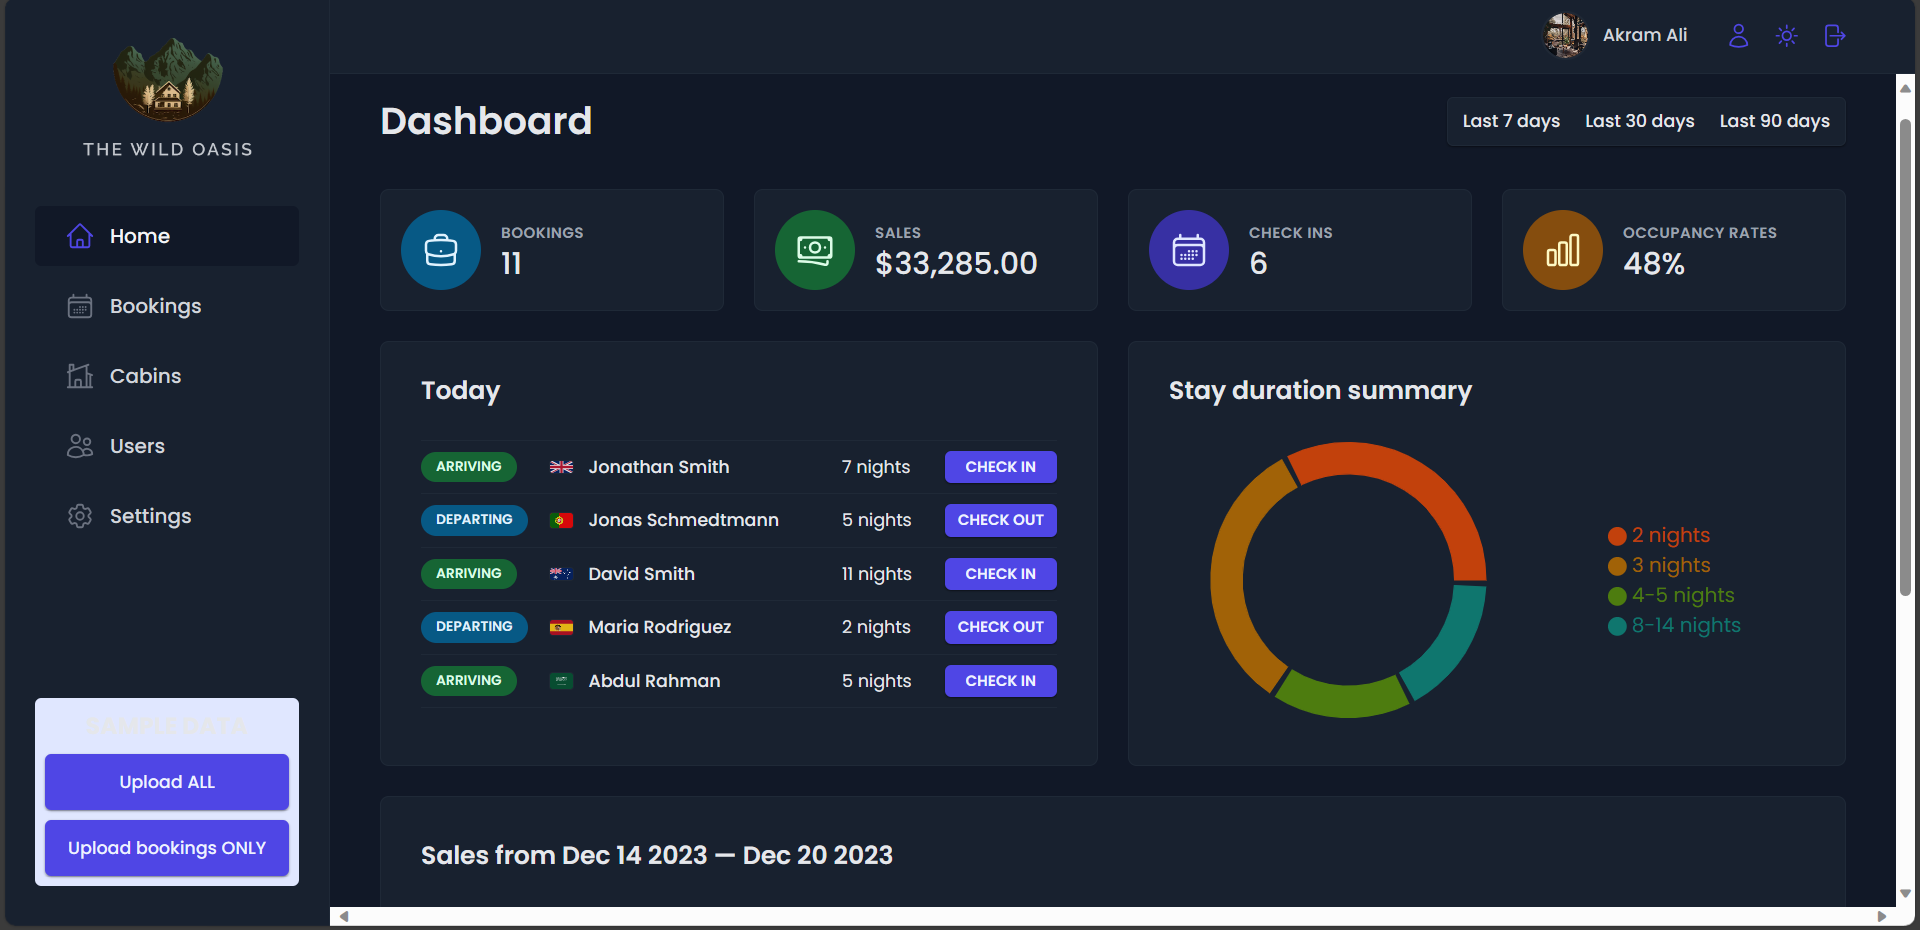 THE WILD OASIS
Home
Bookings
Cabins
Users
Settings
SAMPLE DATA
Upload ALL
Upload bookings ONLY
Akram Ali
Dashboard
Last 7 days Last 30 days Last 90 days
BOOKINGS
11
SALES
$33,285.00
CHECK INS
6
OCCUPANCY RATES
48%
Today
ARRIVING Jonathan Smith 7 nights CHECK IN
DEPARTING Jonas Schmedtmann 5 nights CHECK OUT
ARRIVING David Smith 11 nights CHECK IN
DEPARTING Maria Rodriguez 2 nights CHECK OUT
ARRIVING Abdul Rahman 5 nights CHECK IN
Stay duration summary
2 nights
3 nights
4-5 nights
8-14 nights
Sales from Dec 14 2023 — Dec 20 2023